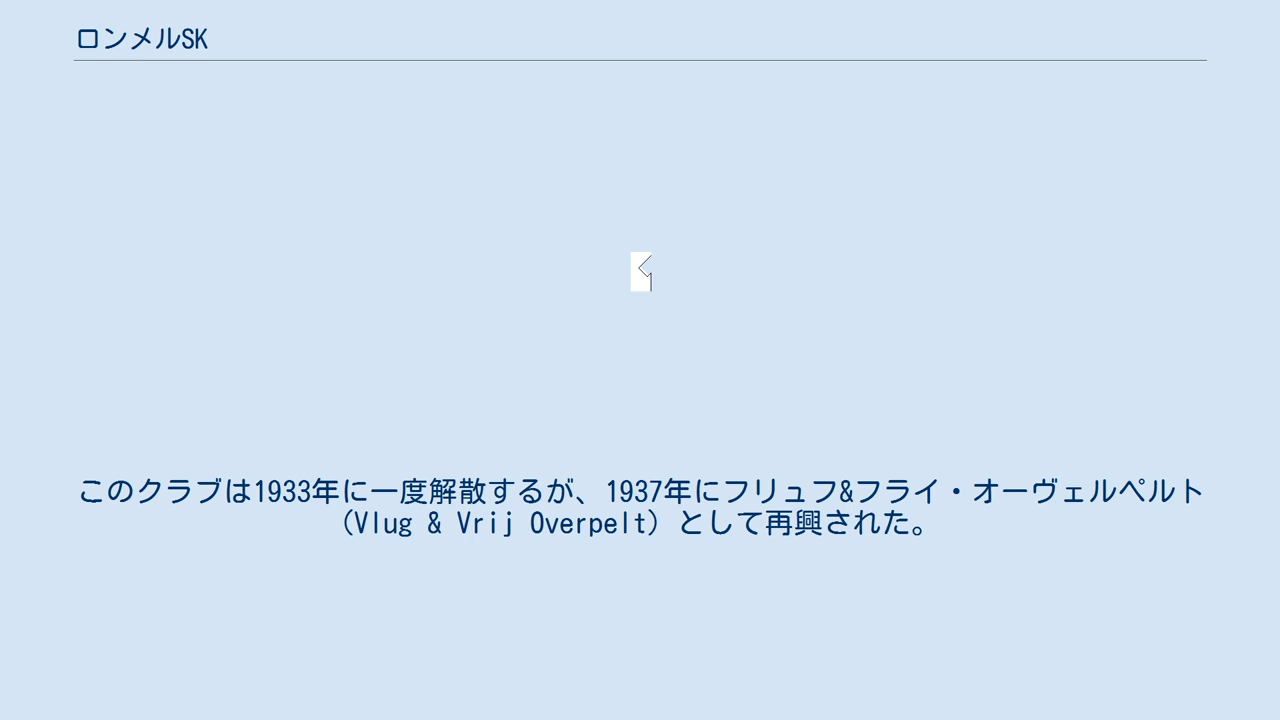 ロンメルSK
このクラブは1933年に一度解散するが、1937年にフリュフ&フライ・オーヴェルペルト
（Vlug & Vrij Overpelt）として再興された。